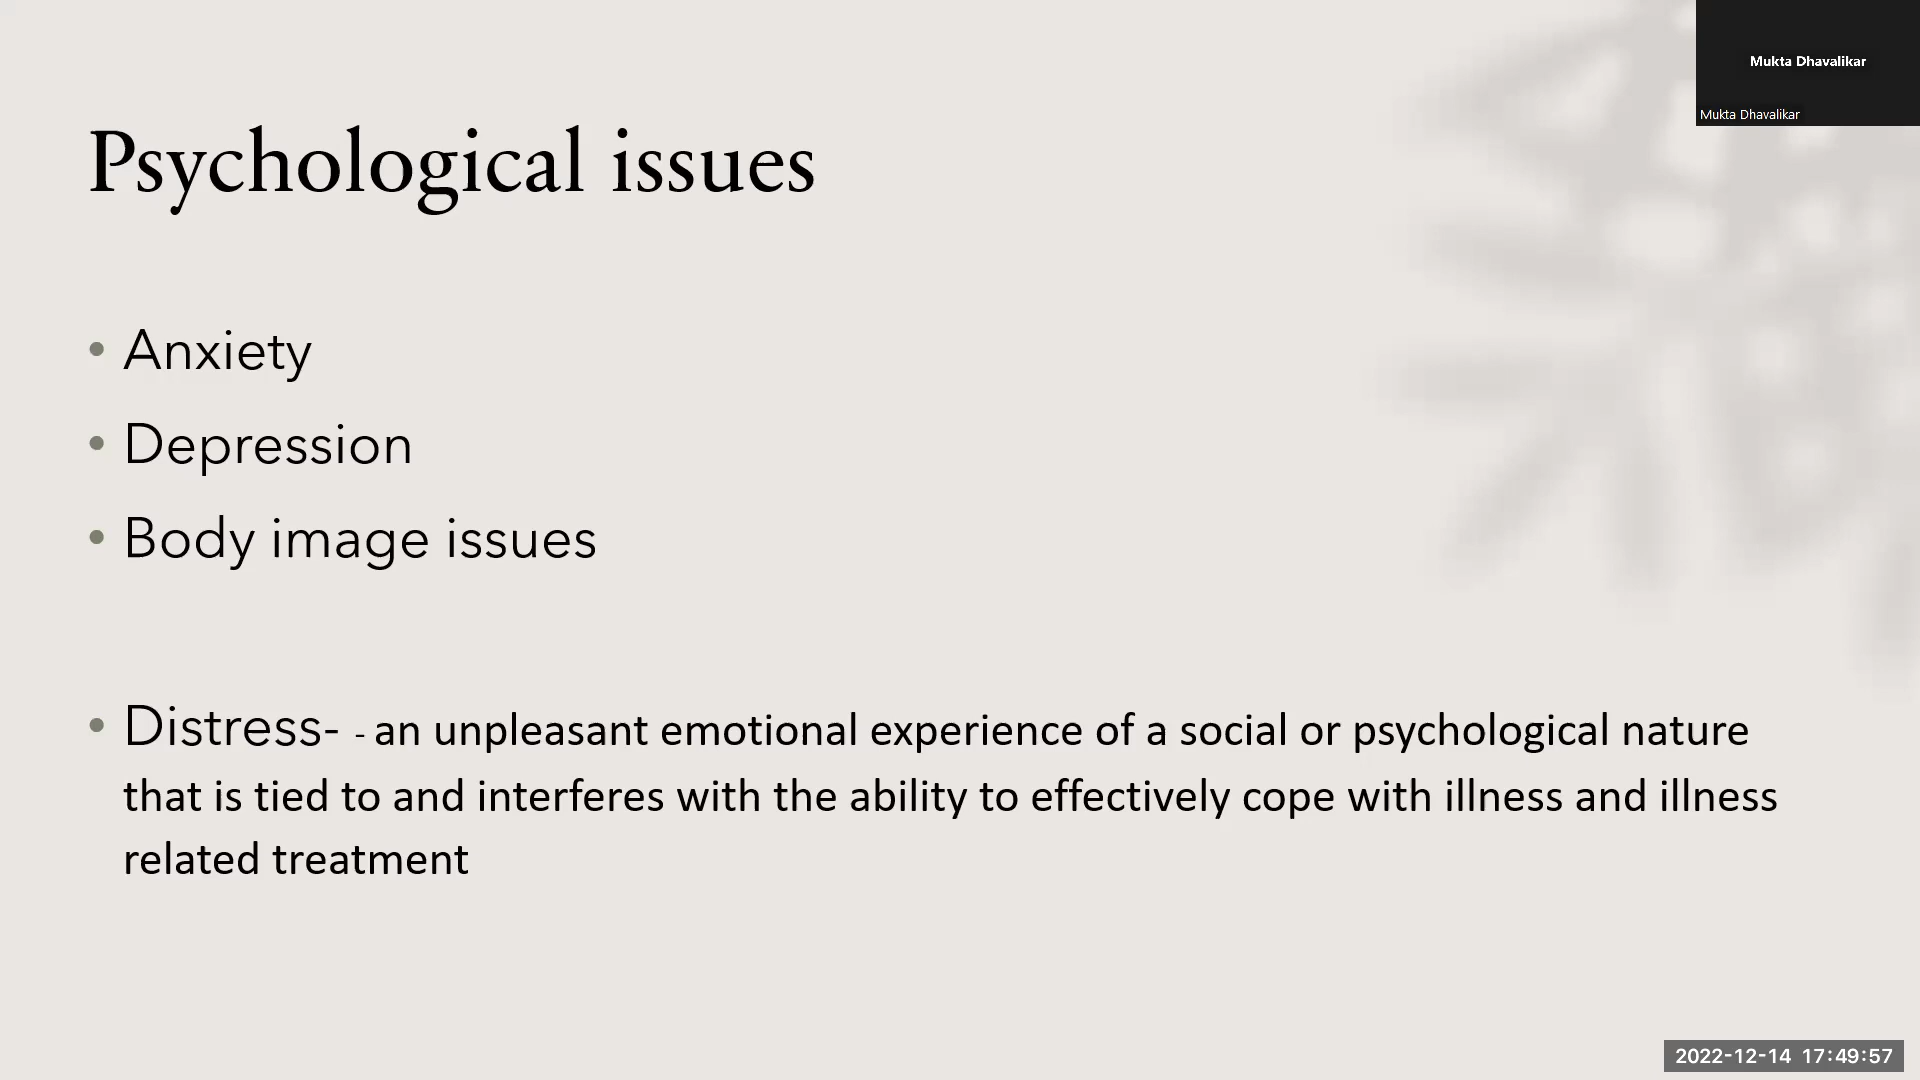 Mukta Dhavalikar
Mukta Dhavalikar
Psychological issues
• Anxiety
• Depression
• Body image issues
• Distress- - an unpleasant emotional experience of a social or psychological nature
that is tied to and interferes with the ability to effectively cope with illness and illness
related treatment
2022-12-14 17:49:57